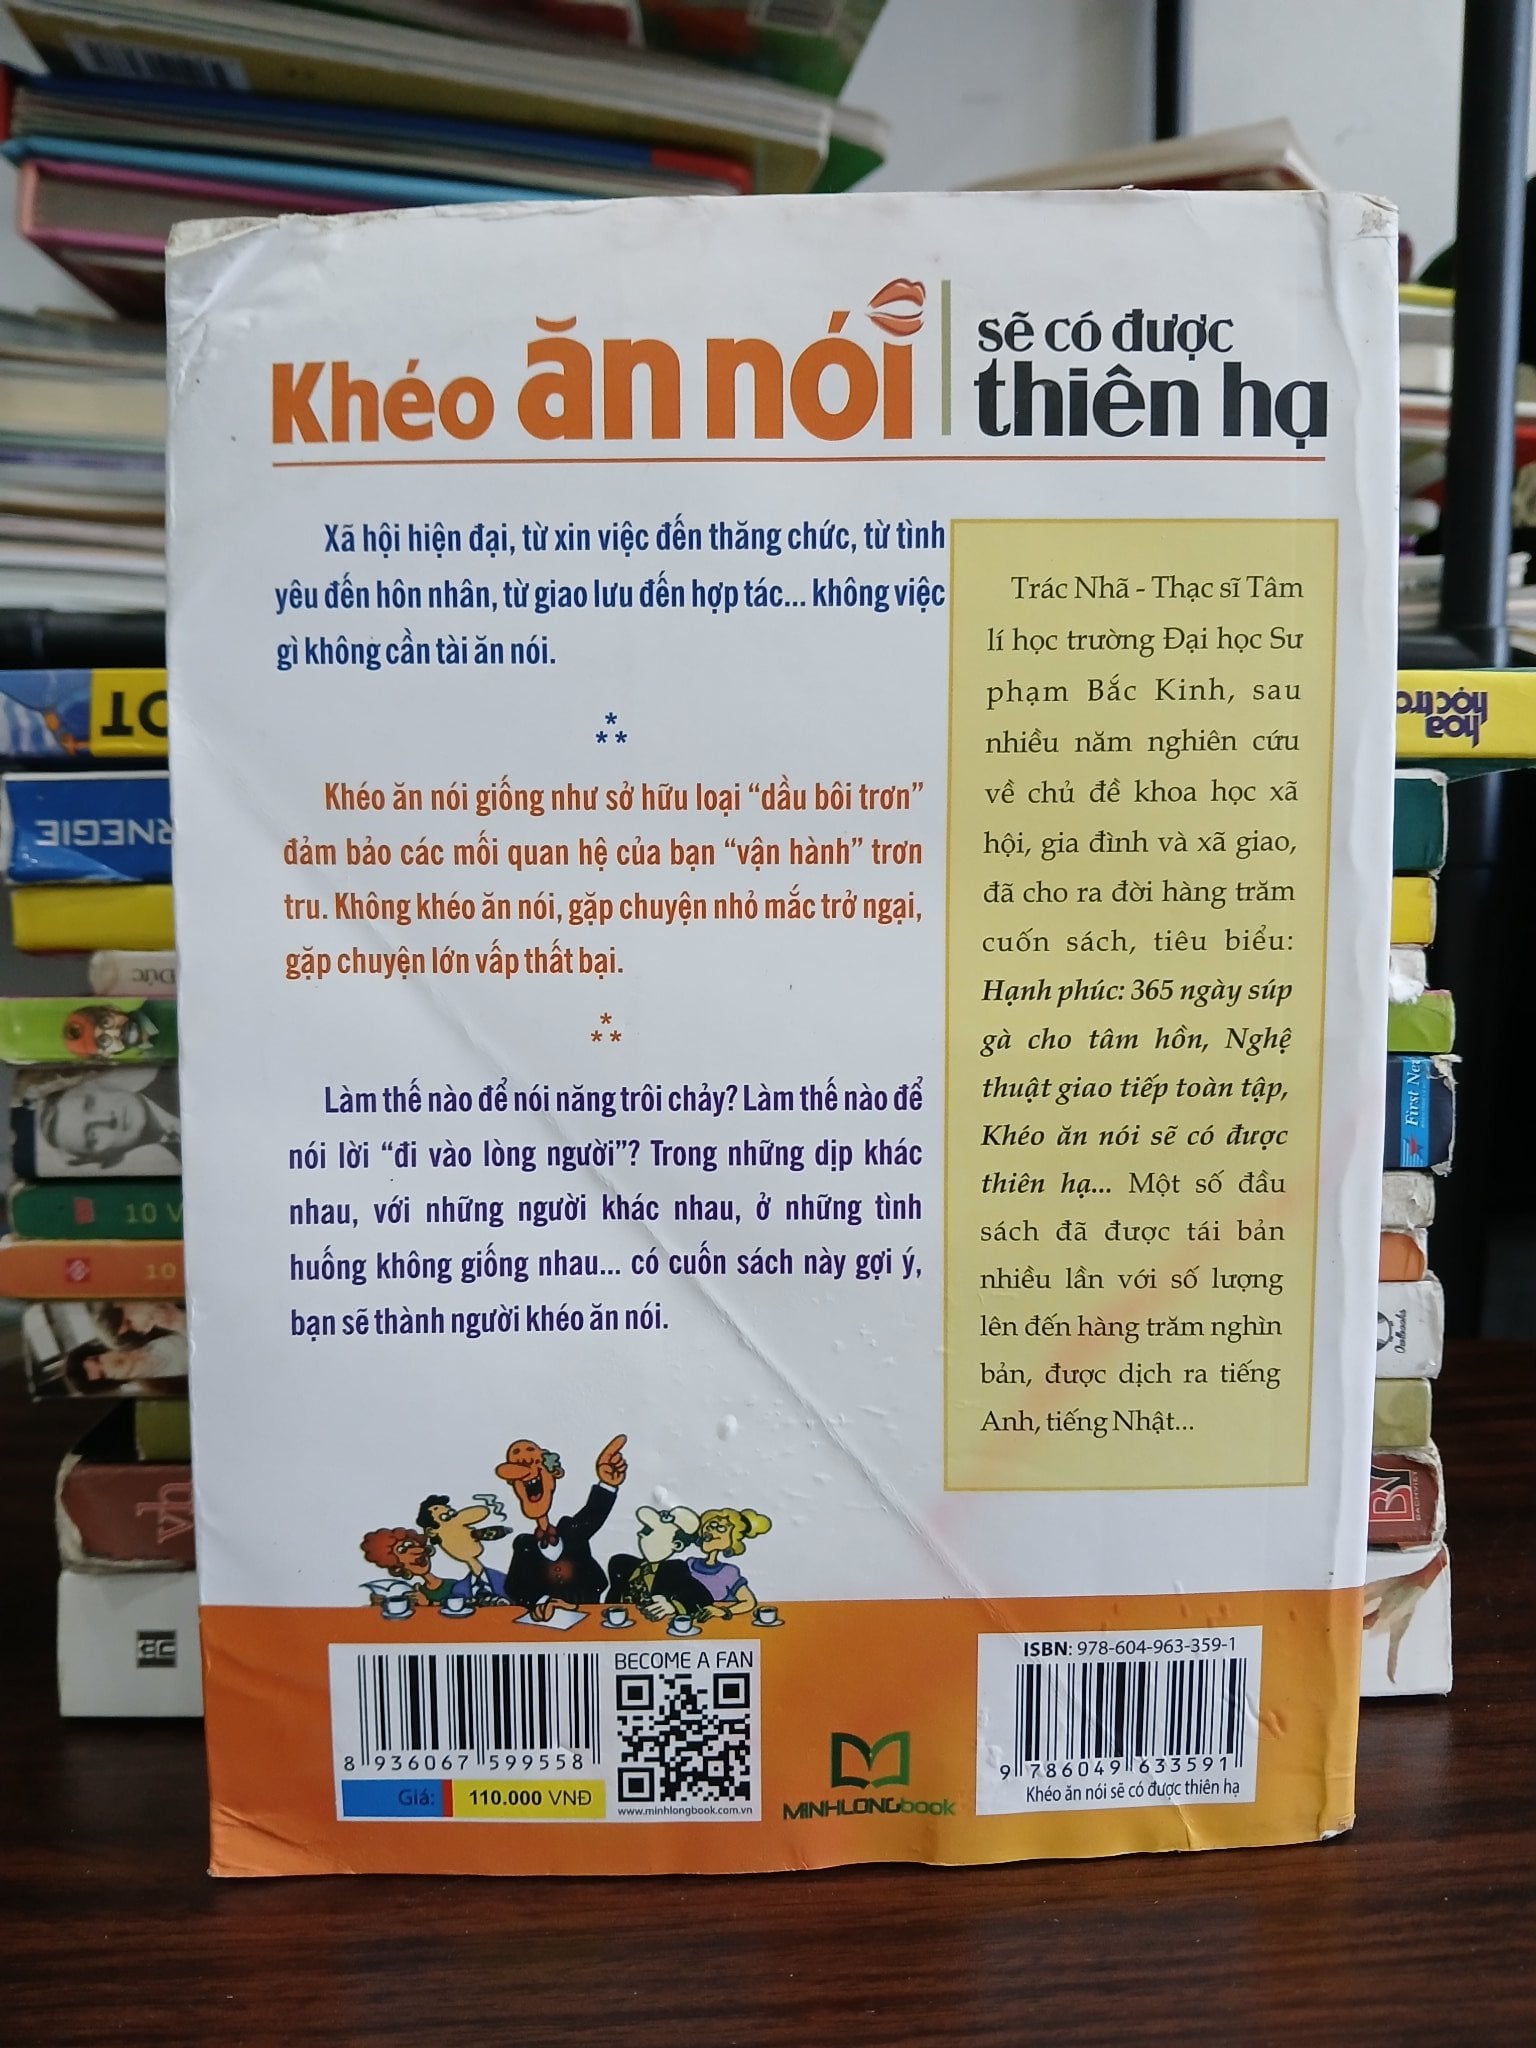 Khéo ăn nói
sẽ có được
thiên hạ
Xã hội hiện đại, từ xin việc đến thăng chức, từ tình
yêu đến hôn nhân, từ giao lưu đến hợp tác... không việc
gì không cần tài ăn nói.
*
* *
Khéo ăn nói giống như sở hữu loại “dầu bôi trơn”
đảm bảo các mối quan hệ của bạn “vận hành” trơn
tru. Không khéo ăn nói, gặp chuyện nhỏ mắc trở ngại,
gặp chuyện lớn vấp thất bại.
*
* *
Làm thế nào để nói năng trôi chảy? Làm thế nào để
nói lời “đi vào lòng người”? Trong những dịp khác
nhau, với những người khác nhau, ở những tình
huống không giống nhau... có cuốn sách này gợi ý,
bạn sẽ thành người khéo ăn nói.
Trác Nhã - Thạc sĩ Tâm
lí học trường Đại học Sư
phạm Bắc Kinh, sau
nhiều năm nghiên cứu
về chủ đề khoa học xã
hội, gia đình và xã giao,
đã cho ra đời hàng trăm
cuốn sách, tiêu biểu:
Hạnh phúc: 365 ngày súp
gà cho tâm hồn, Nghệ
thuật giao tiếp toàn tập,
Khéo ăn nói sẽ có được
thiên hạ... Một số đầu
sách đã được tái bản
nhiều lần với số lượng
lên đến hàng trăm nghìn
bản, được dịch ra tiếng
Anh, tiếng Nhật...
BECOME A FAN
8 936067 599558
Giá: 110.000 VNĐ
www.minhlongbook.com.vn
MINHLONGbook
ISBN: 978-604-963-359-1
9 786049 633591
Khéo ăn nói sẽ có được thiên hạ
RNEGIE
10 V
10
hoa
học trò
First New
BV
BACHVIET